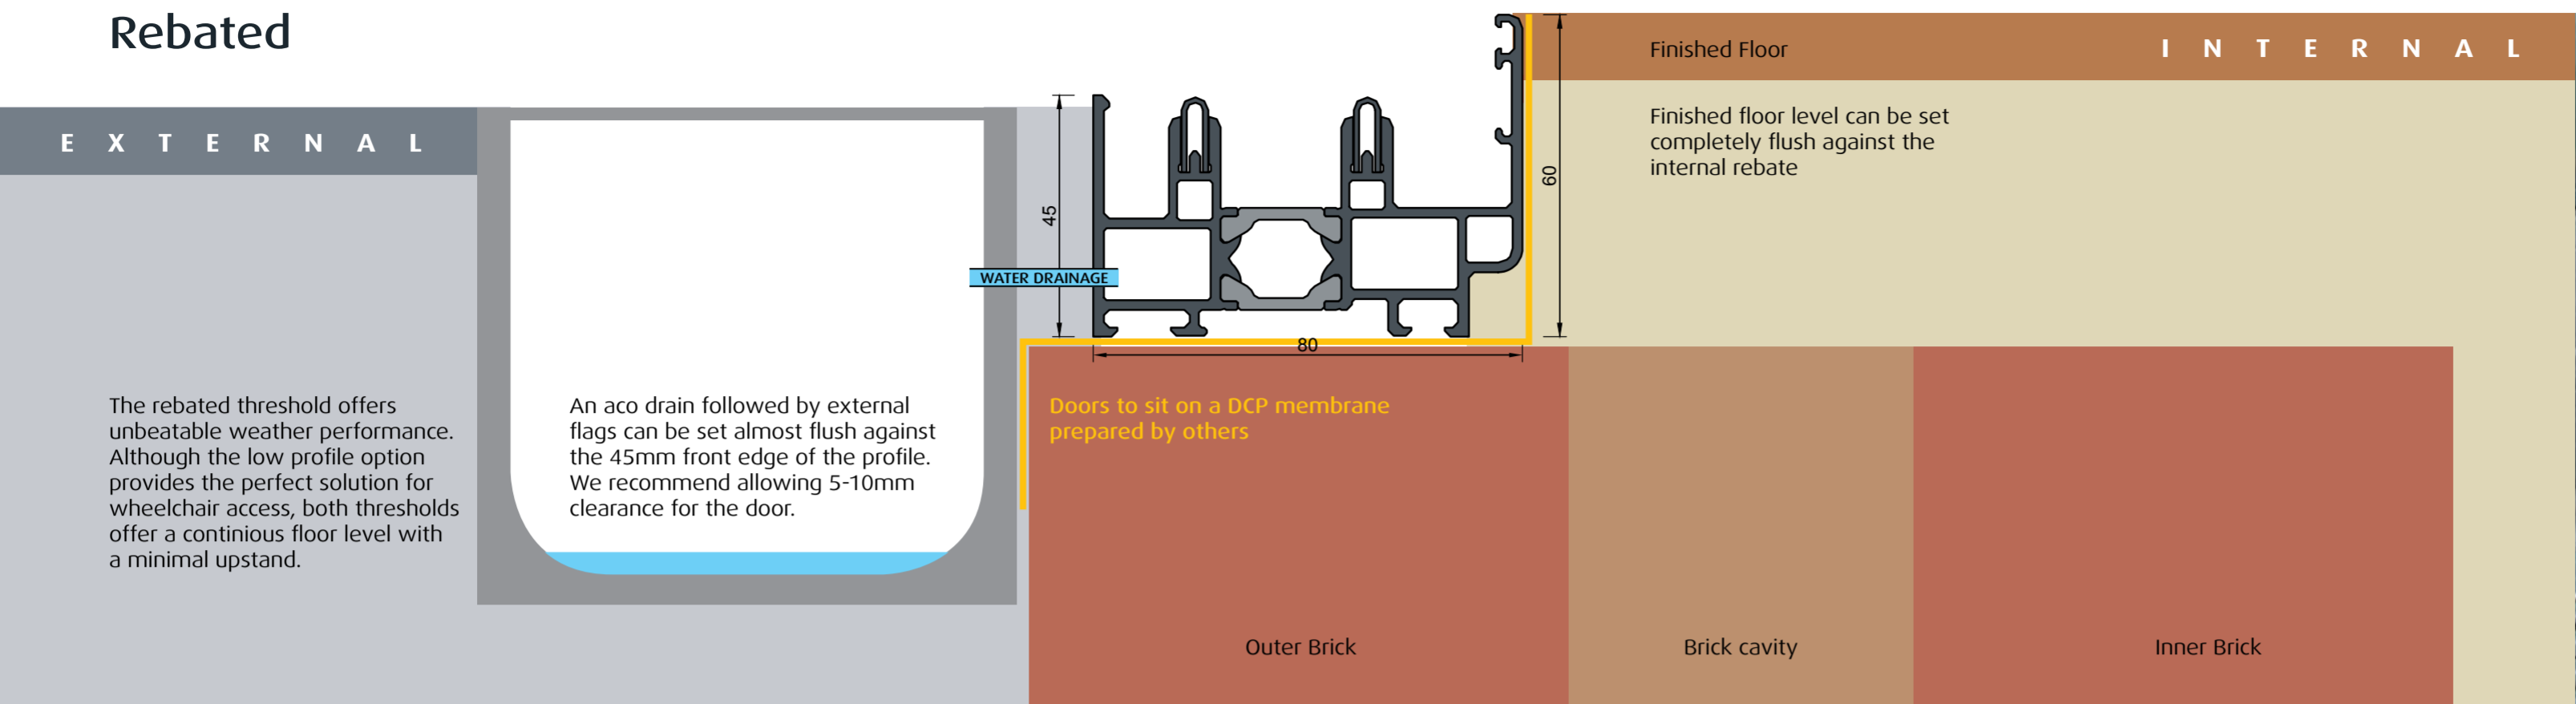 Rebated
EXTERNAL
The rebated threshold offers
unbeatable weather performance.
Although the low profile option
provides the perfect solution for
wheelchair access, both thresholds
offer a continious floor level with
a minimal upstand.
An aco drain followed by external
flags can be set almost flush against
the 45mm front edge of the profile.
We recommend allowing 5-10mm
clearance for the door.
45
WATER DRAINAGE
80
60
Doors to sit on a DCP membrane
prepared by others
Finished Floor
INTERNAL
Finished floor level can be set
completely flush against the
internal rebate
Outer Brick
Brick cavity
Inner Brick